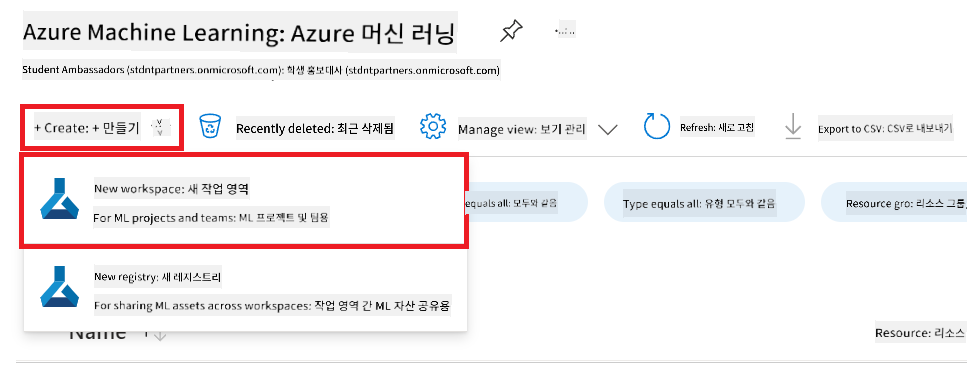 Azure Machine Learning: Azure 머신 러닝
Student Ambassadors (stdntpartners.onmicrosoft.com): 학생 홍보대사 (stdntpartners.onmicrosoft.com)
+ Create: + 만들기
Recently deleted: 최근 삭제됨
Manage view: 보기 관리
Refresh: 새로 고침
Export to CSV: CSV로 내보내기
New workspace: 새 작업 영역
For ML projects and teams: ML 프로젝트 및 팀용
equals all: 모두와 같음
Type equals all: 유형 모두와 같음
Resource gro: 리소스 그룹
New registry: 새 레지스트리
For sharing ML assets across workspaces: 작업 영역 간 ML 자산 공유용
Name
Resource: 리소스